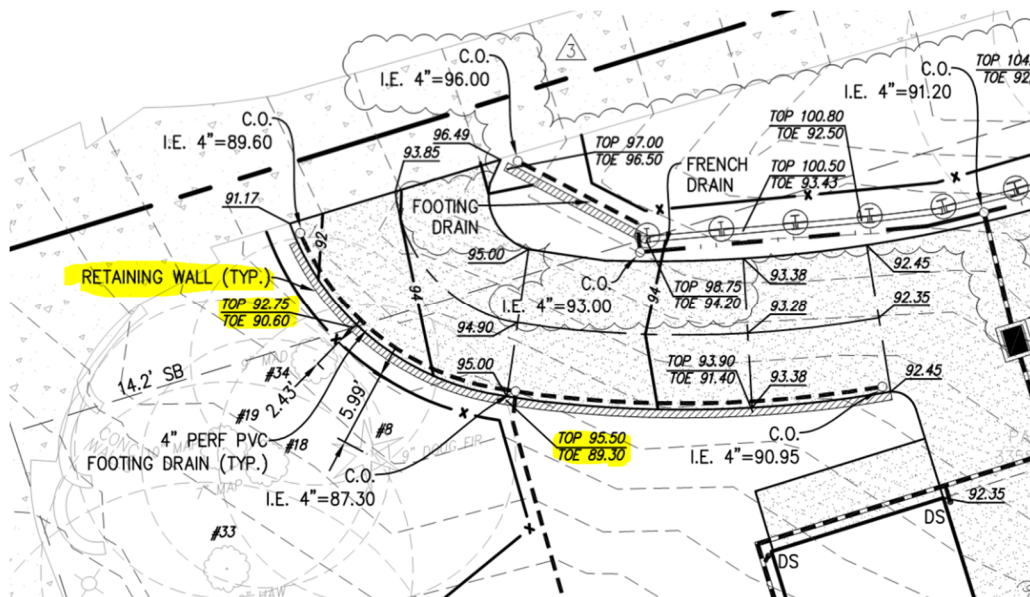 C.O.
I.E. 4"=96.00
3
C.O.
I.E. 4"=91.20
TOP 104.
TOE 92.
C.O.
I.E. 4"=89.60
96.49
93.85
TOP 97.00
TOE 96.50
TOP 100.80
TOE 92.50
FRENCH
DRAIN
TOP 100.50
TOE 93.43
91.17
FOOTING
DRAIN
92
95.00
RETAINING WALL (TYP.)
TOP 92.75
TOE 90.60
94
C.O.
I.E. 4"=93.00
94
TOP 98.75
TOE 94.20
93.38
92.45
92.35
93.28
94.90
95.00
TOP 93.90
TOE 91.40
93.38
92.45
14.2' SB
MAP
#34
2.43'
#19
#18
5.99'
#8
9" DOUG FIR
4" PERF PVC
FOOTING DRAIN (TYP.)
C.O.
I.E. 4"=87.30
TOP 95.50
TOE 89.30
C.O.
I.E. 4"=90.95
MAP
#33
92.35
DS
DS